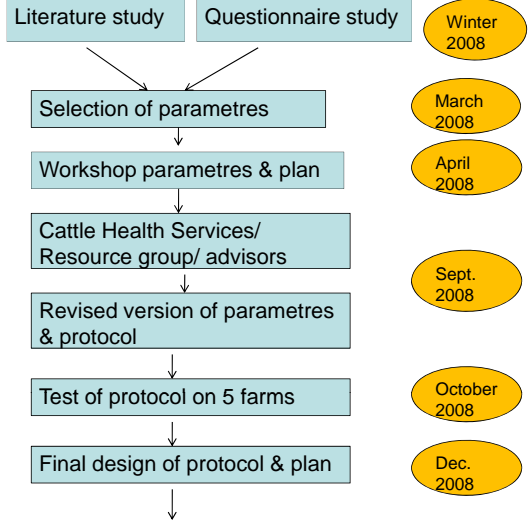 Literature study
Questionnaire study
Winter
2008
Selection of parametres
March
2008
Workshop parametres & plan
April
2008
Cattle Health Services/
Resource group/ advisors
Sept.
2008
Revised version of parametres
& protocol
Test of protocol on 5 farms
October
2008
Final design of protocol & plan
Dec.
2008